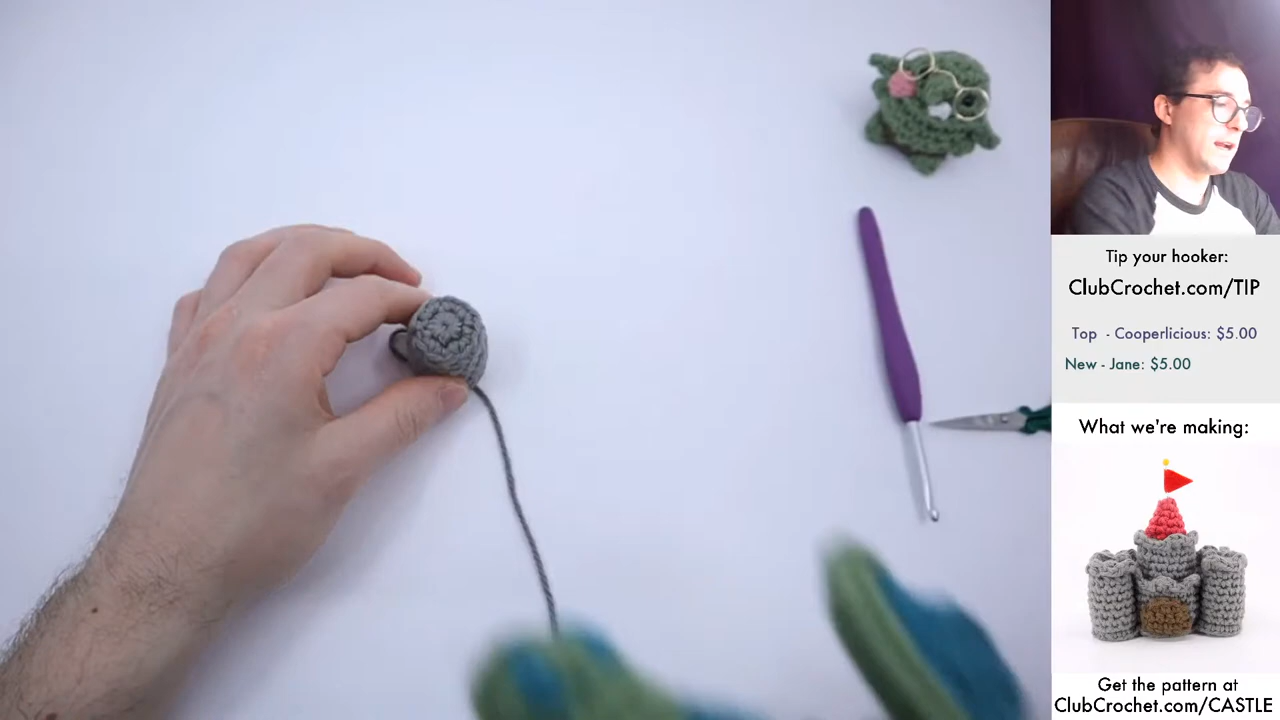 Tip your hooker:
ClubCrochet.com/TIP
Top - Cooperlicious: $5.00
New - Jane: $5.00
What we're making:
Get the pattern at
ClubCrochet.com/CASTLE